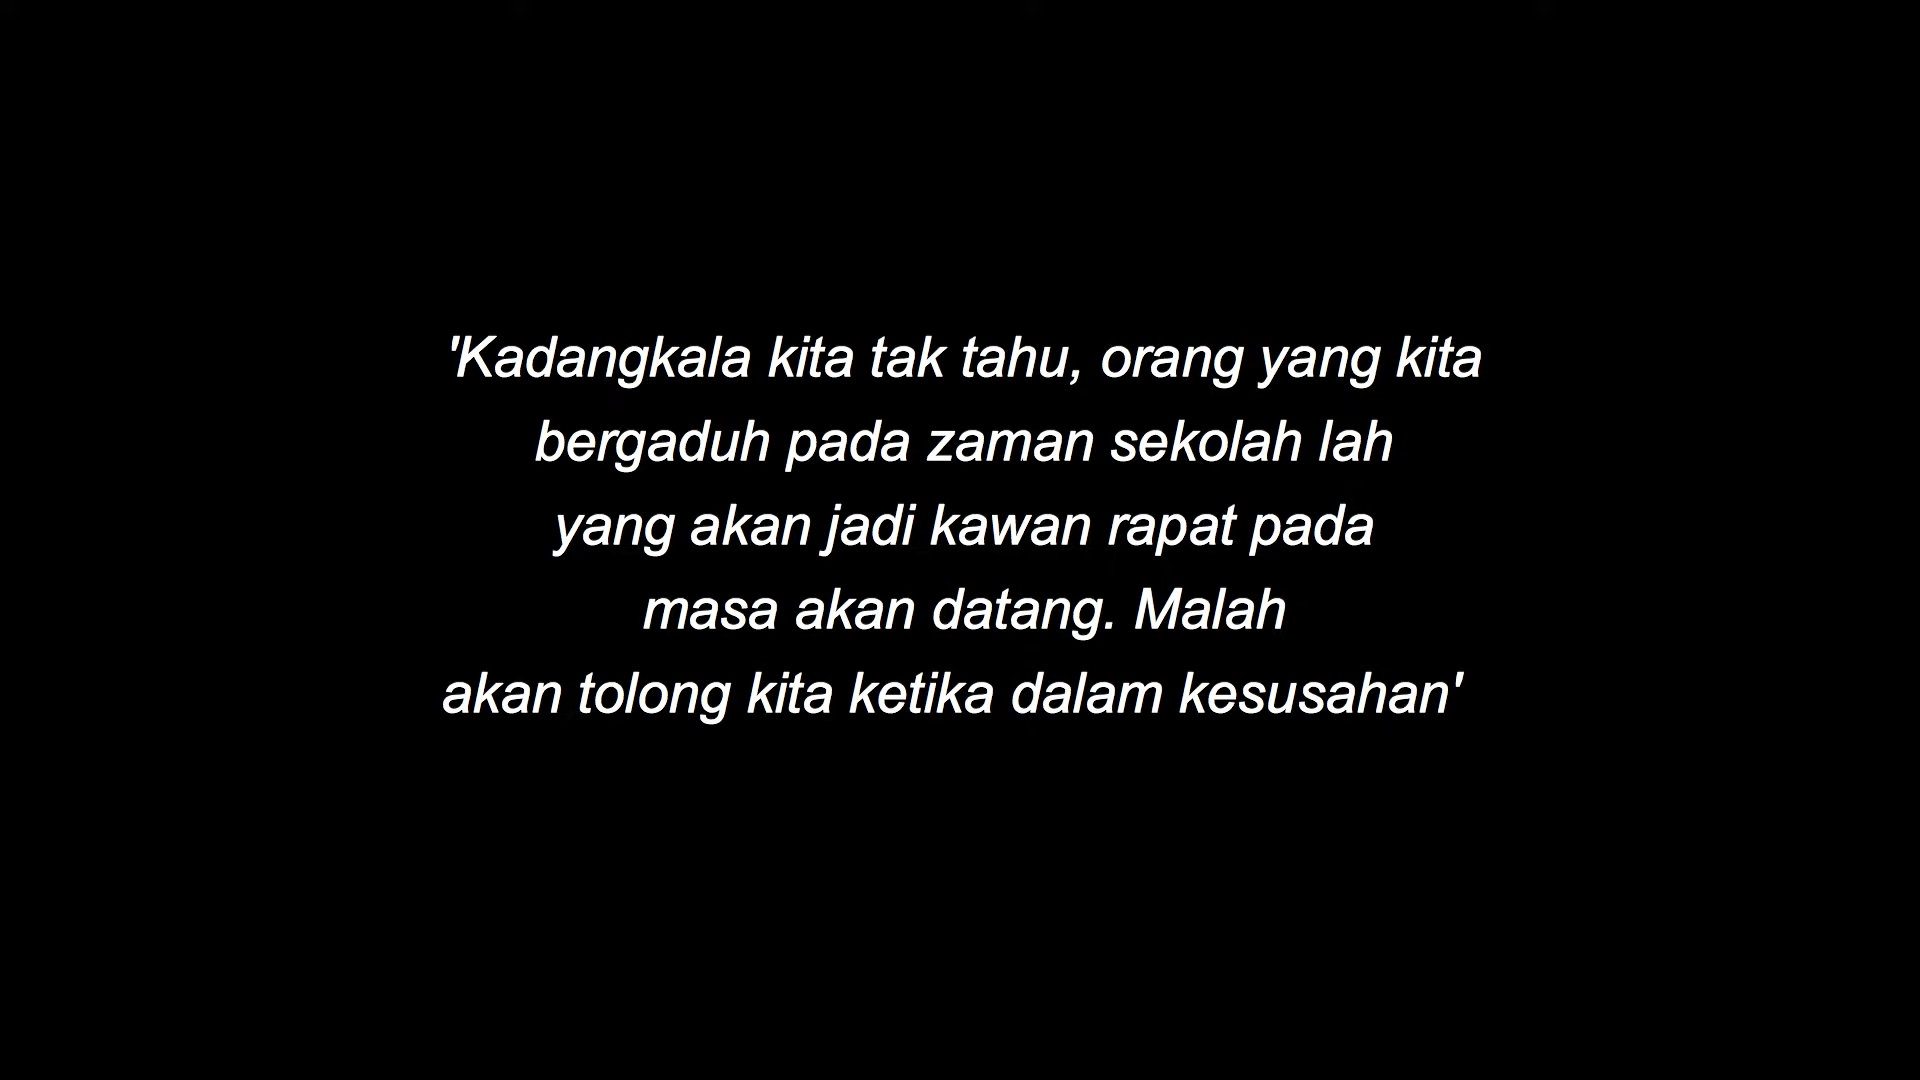 'Kadangkala kita tak tahu, orang yang kita
bergaduh pada zaman sekolah lah
yang akan jadi kawan rapat pada
masa akan datang. Malah
akan tolong kita ketika dalam kesusahan'